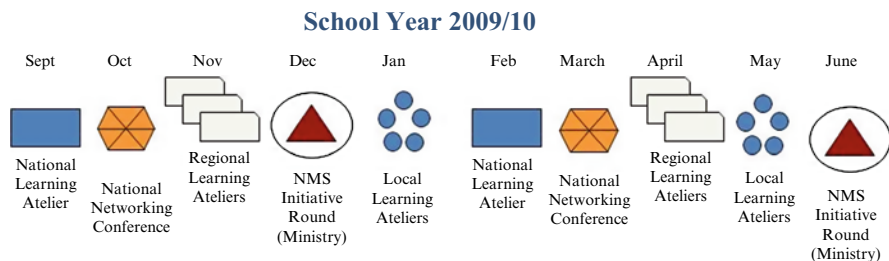 School Year 2009/10
Sept Oct Nov Dec Jan Feb March April May June
National
Learning
Atelier
National
Networking
Conference
Regional
Learning
Ateliers
NMS
Initiative
Round
(Ministry)
Local
Learning
Ateliers
National
Learning
Atelier
National
Networking
Conference
Regional
Learning
Ateliers
Local
Learning
Ateliers
NMS
Initiative
Round
(Ministry)